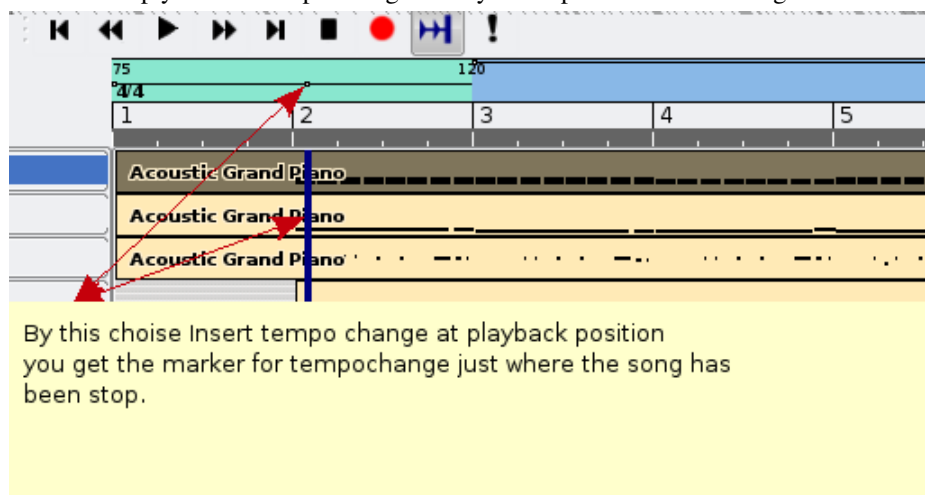 75 120
4/4
1 2 3 4 5
Acoustic Grand Piano
Acoustic Grand Piano
Acoustic Grand Piano
By this choise Insert tempo change at playback position
you get the marker for tempochange just where the song has
been stop.